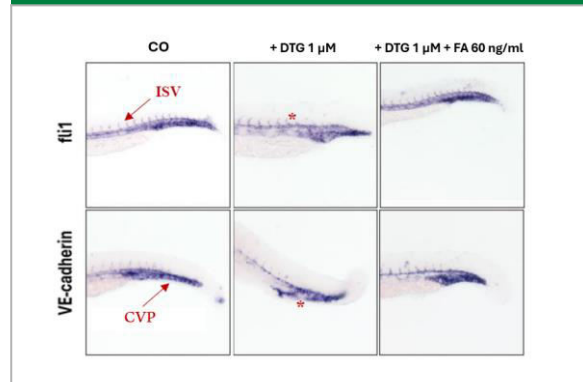 CO
+ DTG 1 µM
+ DTG 1 µM + FA 60 ng/ml
fli1
ISV
*
VE-cadherin
CVP
*